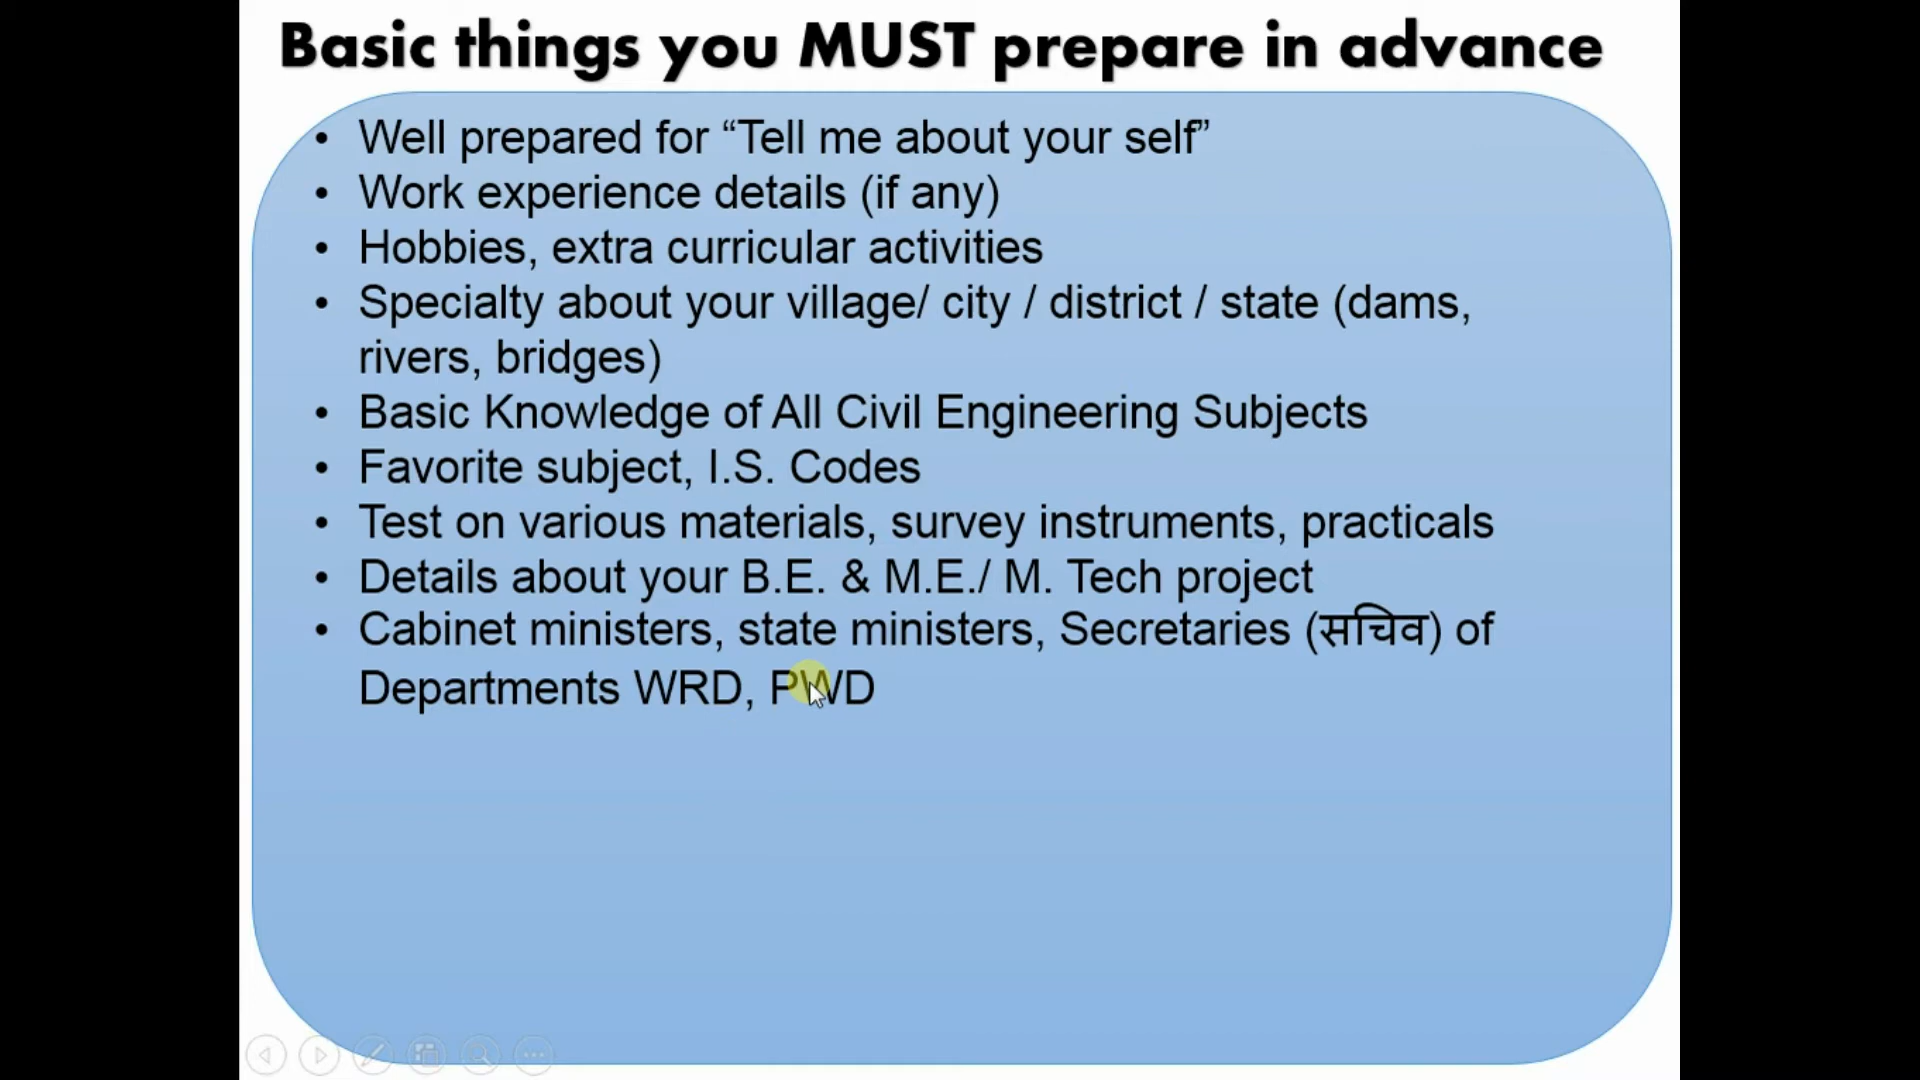 Basic things you MUST prepare in advance
• Well prepared for “Tell me about your self”
• Work experience details (if any)
• Hobbies, extra curricular activities
• Specialty about your village/ city / district / state (dams,
rivers, bridges)
• Basic Knowledge of All Civil Engineering Subjects
• Favorite subject, I.S. Codes
• Test on various materials, survey instruments, practicals
• Details about your B.E. & M.E./ M. Tech project
• Cabinet ministers, state ministers, Secretaries (सचिव) of
Departments WRD, PWD